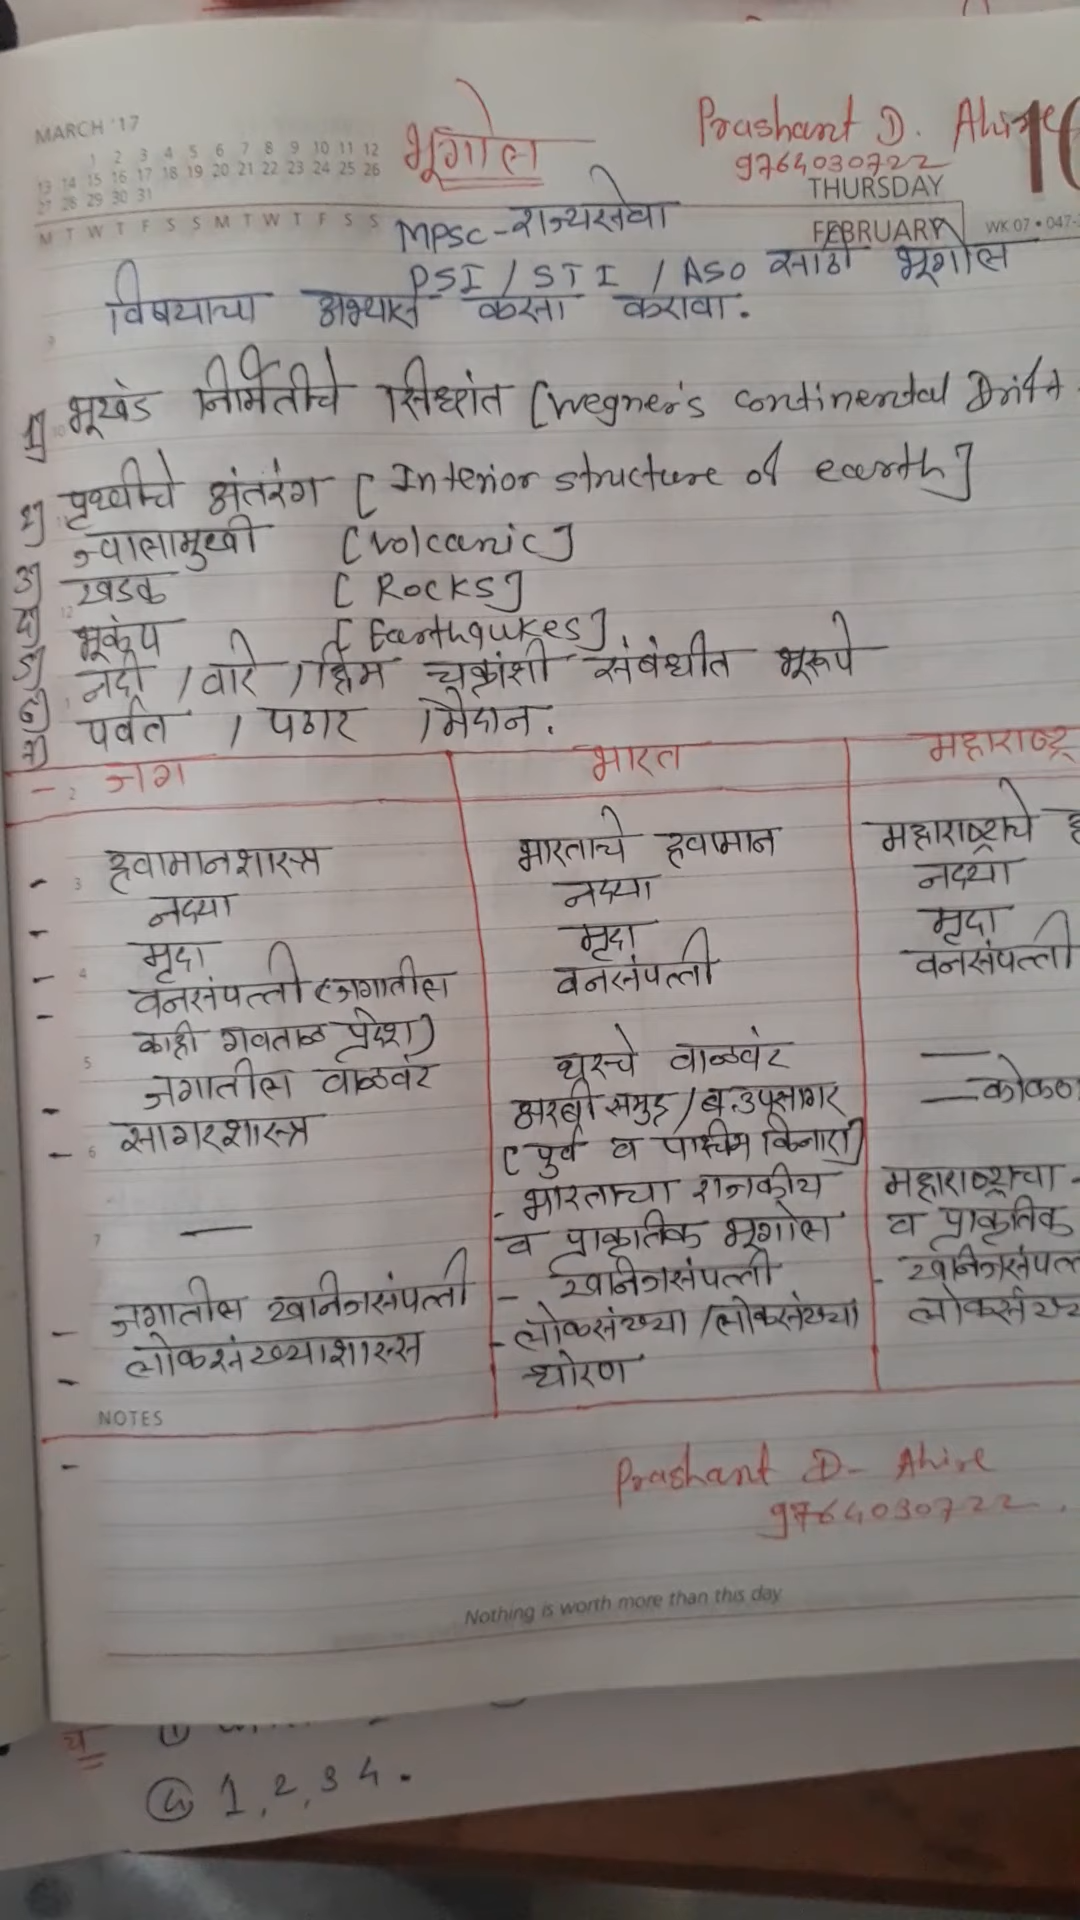 MARCH '17
1 2 3 4 5 6 7 8 9 10 11 12
13 14 15 16 17 18 19 20 21 22 23 24 25 26
27 28 29 30 31
M T W T F S S M T W T F S S
भूगोल
Prashant D. Ahire
9764030722
16
THURSDAY
FEBRUARY
WK 07 • 047-
MPSC - राज्यसेवा
PSI / STI / ASO साठी भूगोल
विषयाचा अभ्यास कसा करावा.
1] भूखंड निर्मितीचे सिध्दांत [Wegner's continental Drift
2] पृथ्वीचे अंतरंग [Interior structure of earth]
3] ज्वालामुखी [Volcanic]
4] खडक [Rocks]
5] भूकंप [Earthqukes]
6] नदी / वारे / हिम चक्रांशी संबंधीत भूरूपे
7] पर्वत / पठार / मैदान.
- जग भारत महाराष्ट्र
- हवामानशास्त्र भारताचे हवामान महाराष्ट्राचे
- नद्या नद्या नद्या
- मृदा मृदा मृदा
- वनसंपत्ती (जगातील वनसंपत्ती वनसंपत्ती
काही गवताळ प्रदेश)
- जगातील वाळवंट थरचे वाळवंट —
- सागरशास्त्र अरबी समुद्र / ब.उपसागर — कोकण
[पुर्व व पश्चिम किनारा]
— - भारताचा राजकीय महाराष्ट्राचा -
व प्राकृतिक भूगोल व प्राकृतिक
- जगातील खनिजसंपत्ती - खनिजसंपत्ती - खनिजसंपत
- लोकसंख्याशास्त्र - लोकसंख्या / लोकसंख्या लोकसंख्य
धोरण
NOTES
-
Prashant D. Ahire
9764030722.
Nothing is worth more than this day
④ 1, 2, 3 4.